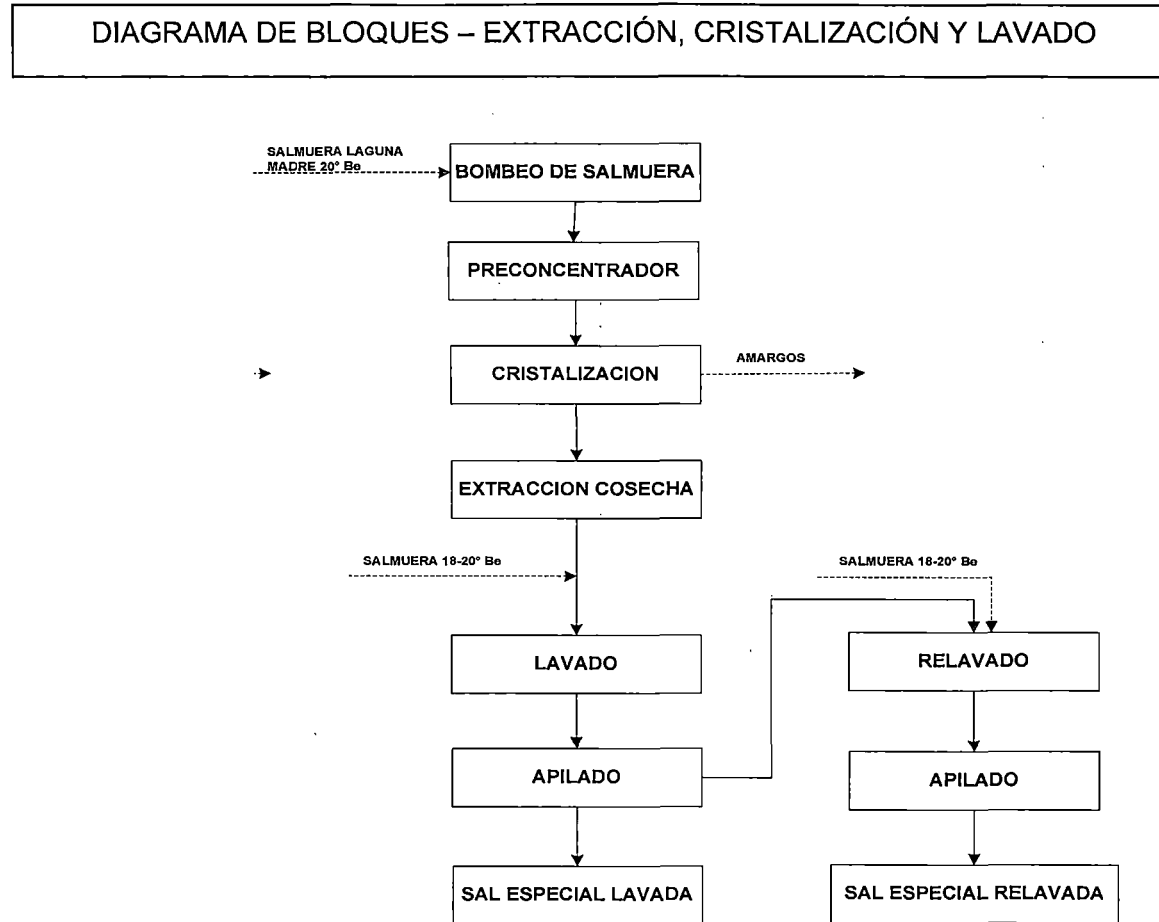 DIAGRAMA DE BLOQUES – EXTRACCIÓN, CRISTALIZACIÓN Y LAVADO
SALMUERA LAGUNA
MADRE 20° Be
BOMBEO DE SALMUERA
PRECONCENTRADOR
CRISTALIZACION
AMARGOS
EXTRACCION COSECHA
SALMUERA 18-20° Be
SALMUERA 18-20° Be
LAVADO
RELAVADO
APILADO
APILADO
SAL ESPECIAL LAVADA
SAL ESPECIAL RELAVADA